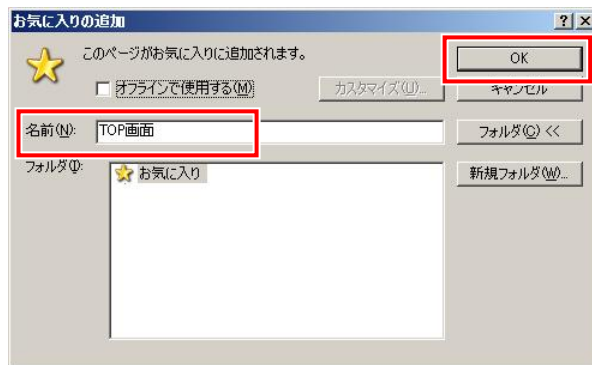 お気に入りの追加
このページがお気に入りに追加されます。
OK
オフラインで使用する(M)
カスタマイズ(U)...
キャンセル
名前(N):
TOP画面
フォルダ(C) <<
フォルダ(I):
お気に入り
新規フォルダ(W)...